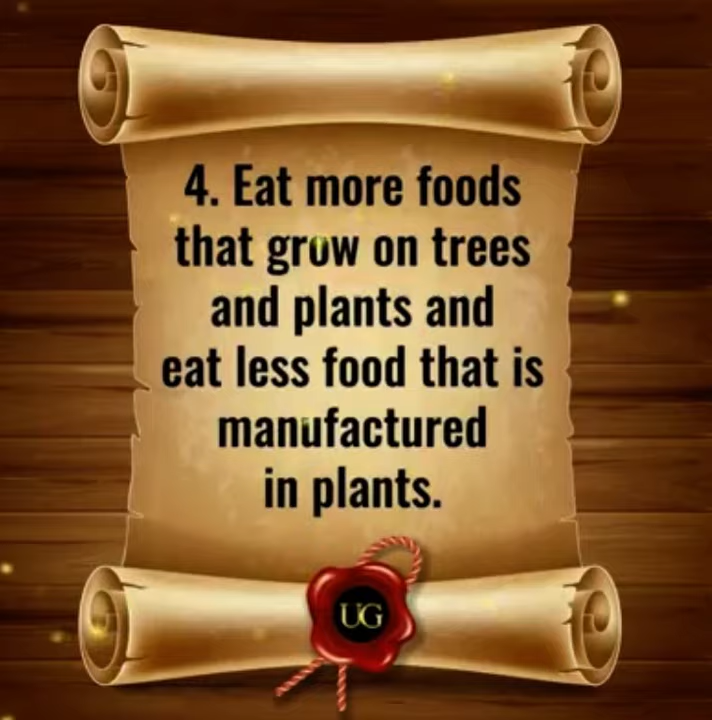 4. Eat more foods
that grow on trees
and plants and
eat less food that is
manufactured
in plants.
UG